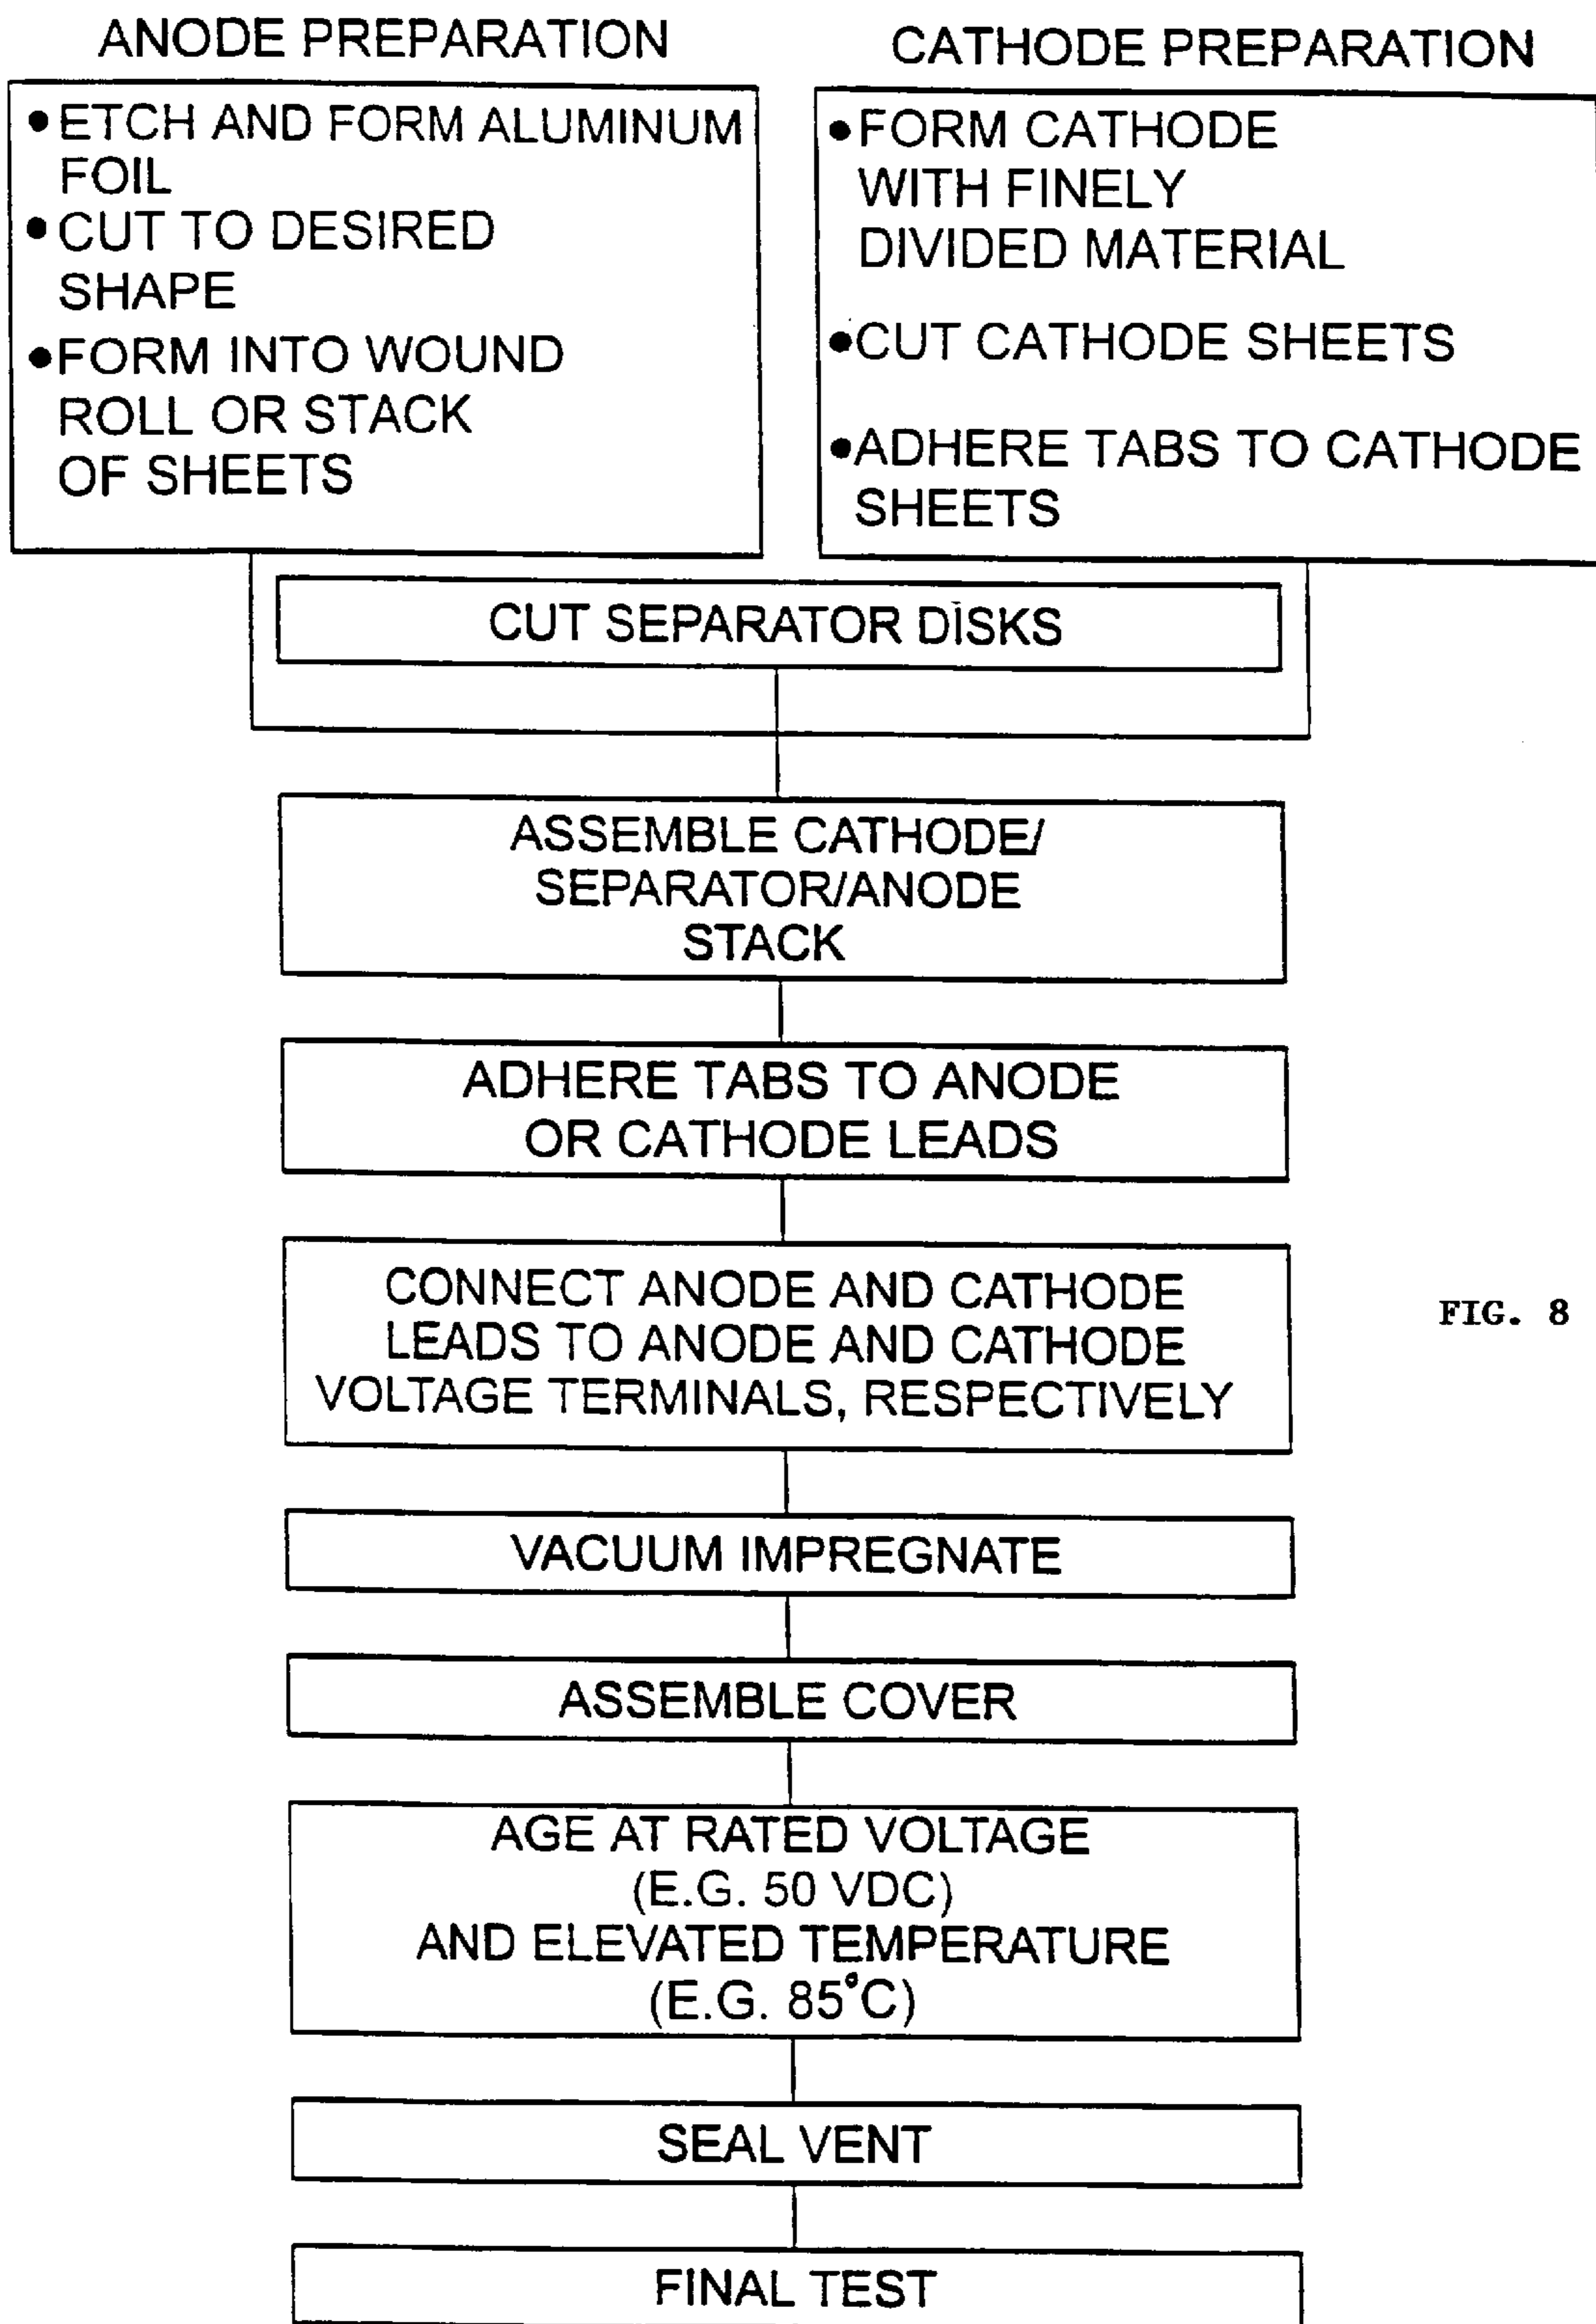 ANODE PREPARATION
• ETCH AND FORM ALUMINUM
FOIL
• CUT TO DESIRED
SHAPE
• FORM INTO WOUND
ROLL OR STACK
OF SHEETS
CATHODE PREPARATION
• FORM CATHODE
WITH FINELY
DIVIDED MATERIAL
• CUT CATHODE SHEETS
• ADHERE TABS TO CATHODE
SHEETS
CUT SEPARATOR DISKS
ASSEMBLE CATHODE/
SEPARATOR/ANODE
STACK
ADHERE TABS TO ANODE
OR CATHODE LEADS
CONNECT ANODE AND CATHODE
LEADS TO ANODE AND CATHODE
VOLTAGE TERMINALS, RESPECTIVELY
FIG. 8
VACUUM IMPREGNATE
ASSEMBLE COVER
AGE AT RATED VOLTAGE
(E.G. 50 VDC)
AND ELEVATED TEMPERATURE
(E.G. 85°C)
SEAL VENT
FINAL TEST